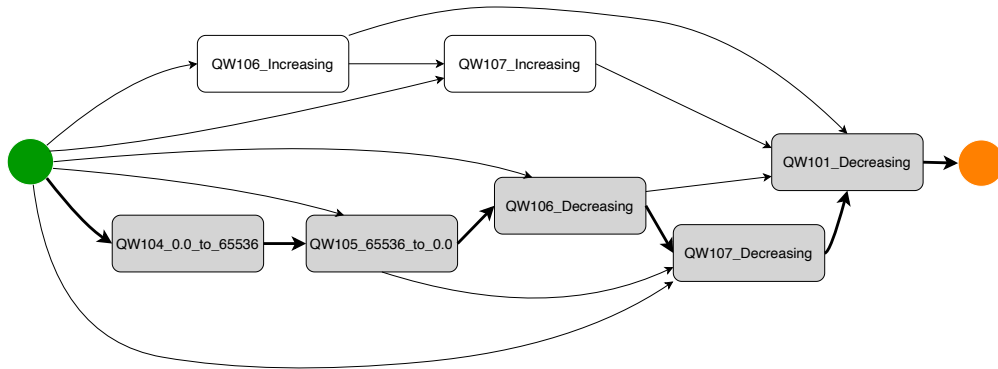 QW106_Increasing
QW107_Increasing
QW101_Decreasing
QW106_Decreasing
QW104_0.0_to_65536
QW105_65536_to_0.0
QW107_Decreasing